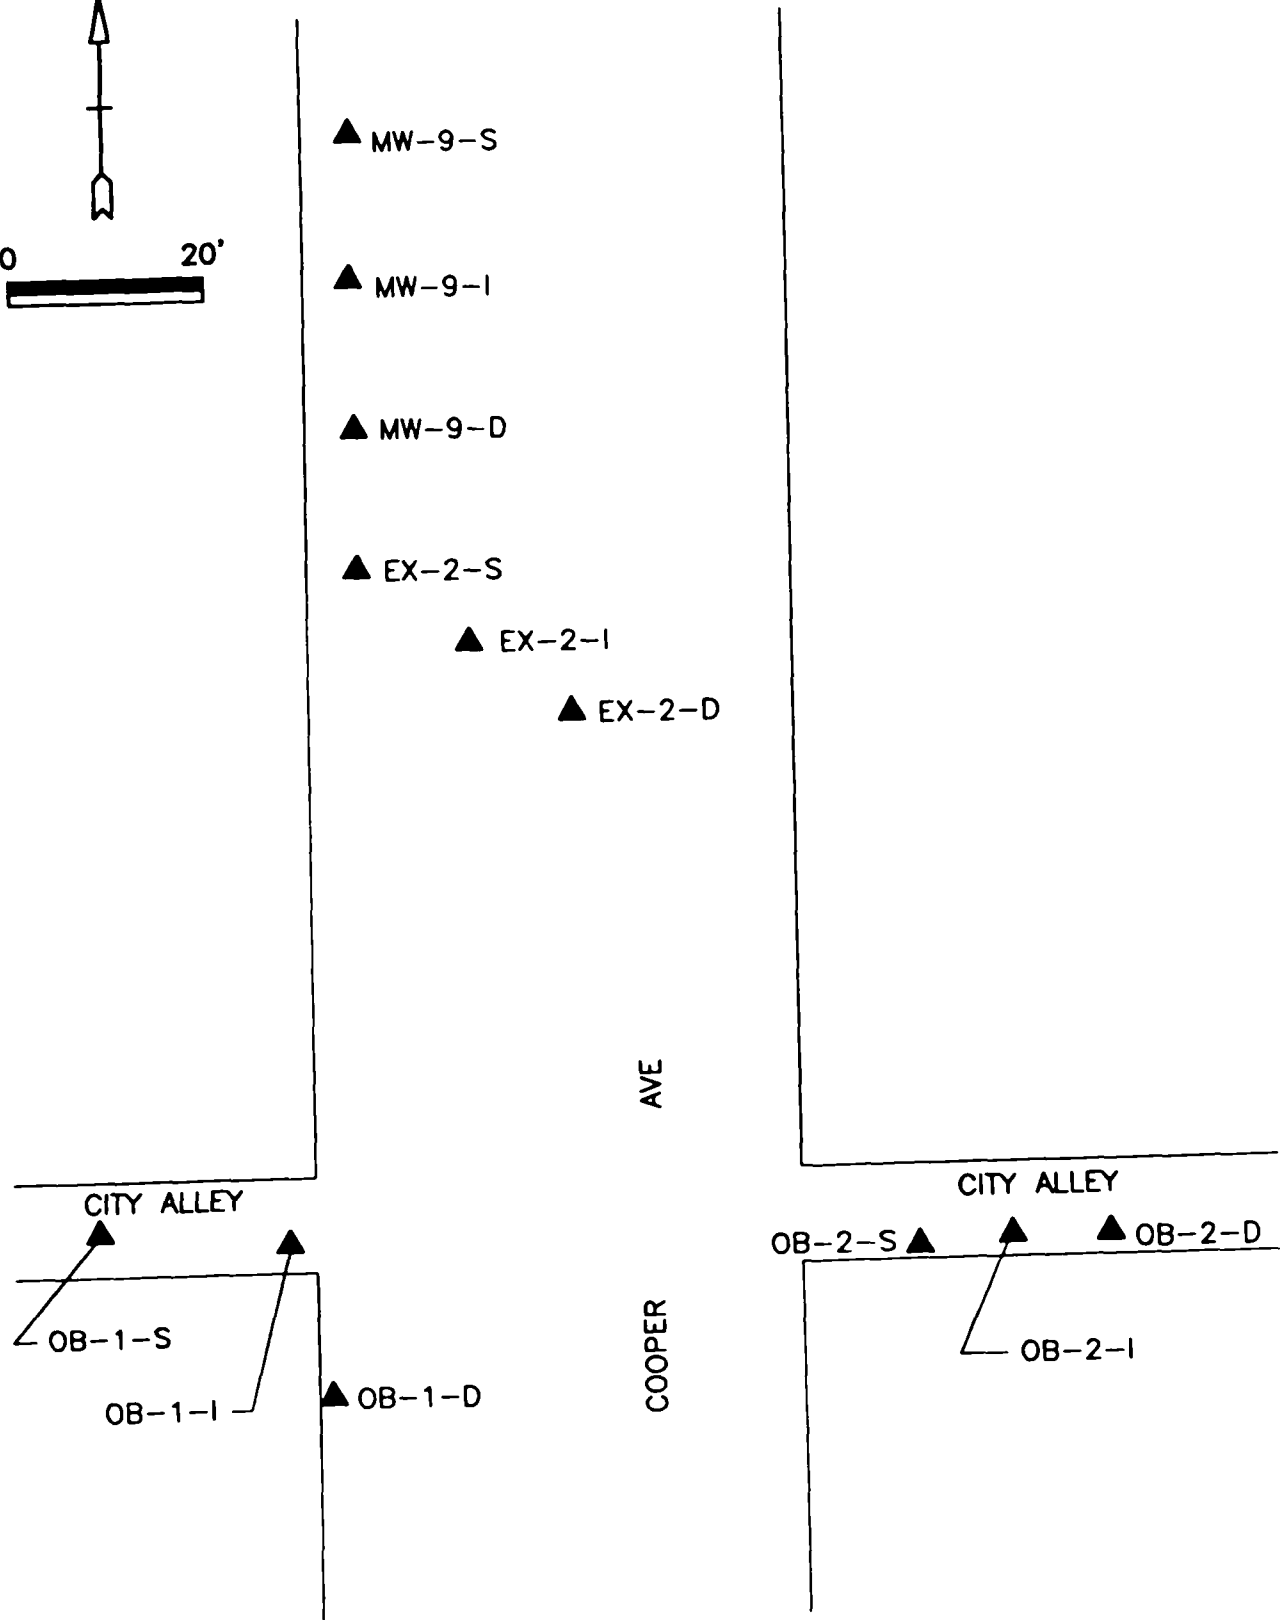 MW-9-S
0 20'
MW-9-I
MW-9-D
EX-2-S
EX-2-I
EX-2-D
COOPER AVE
CITY ALLEY
CITY ALLEY
OB-2-S
OB-2-D
OB-1-S
OB-2-I
OB-1-I
OB-1-D